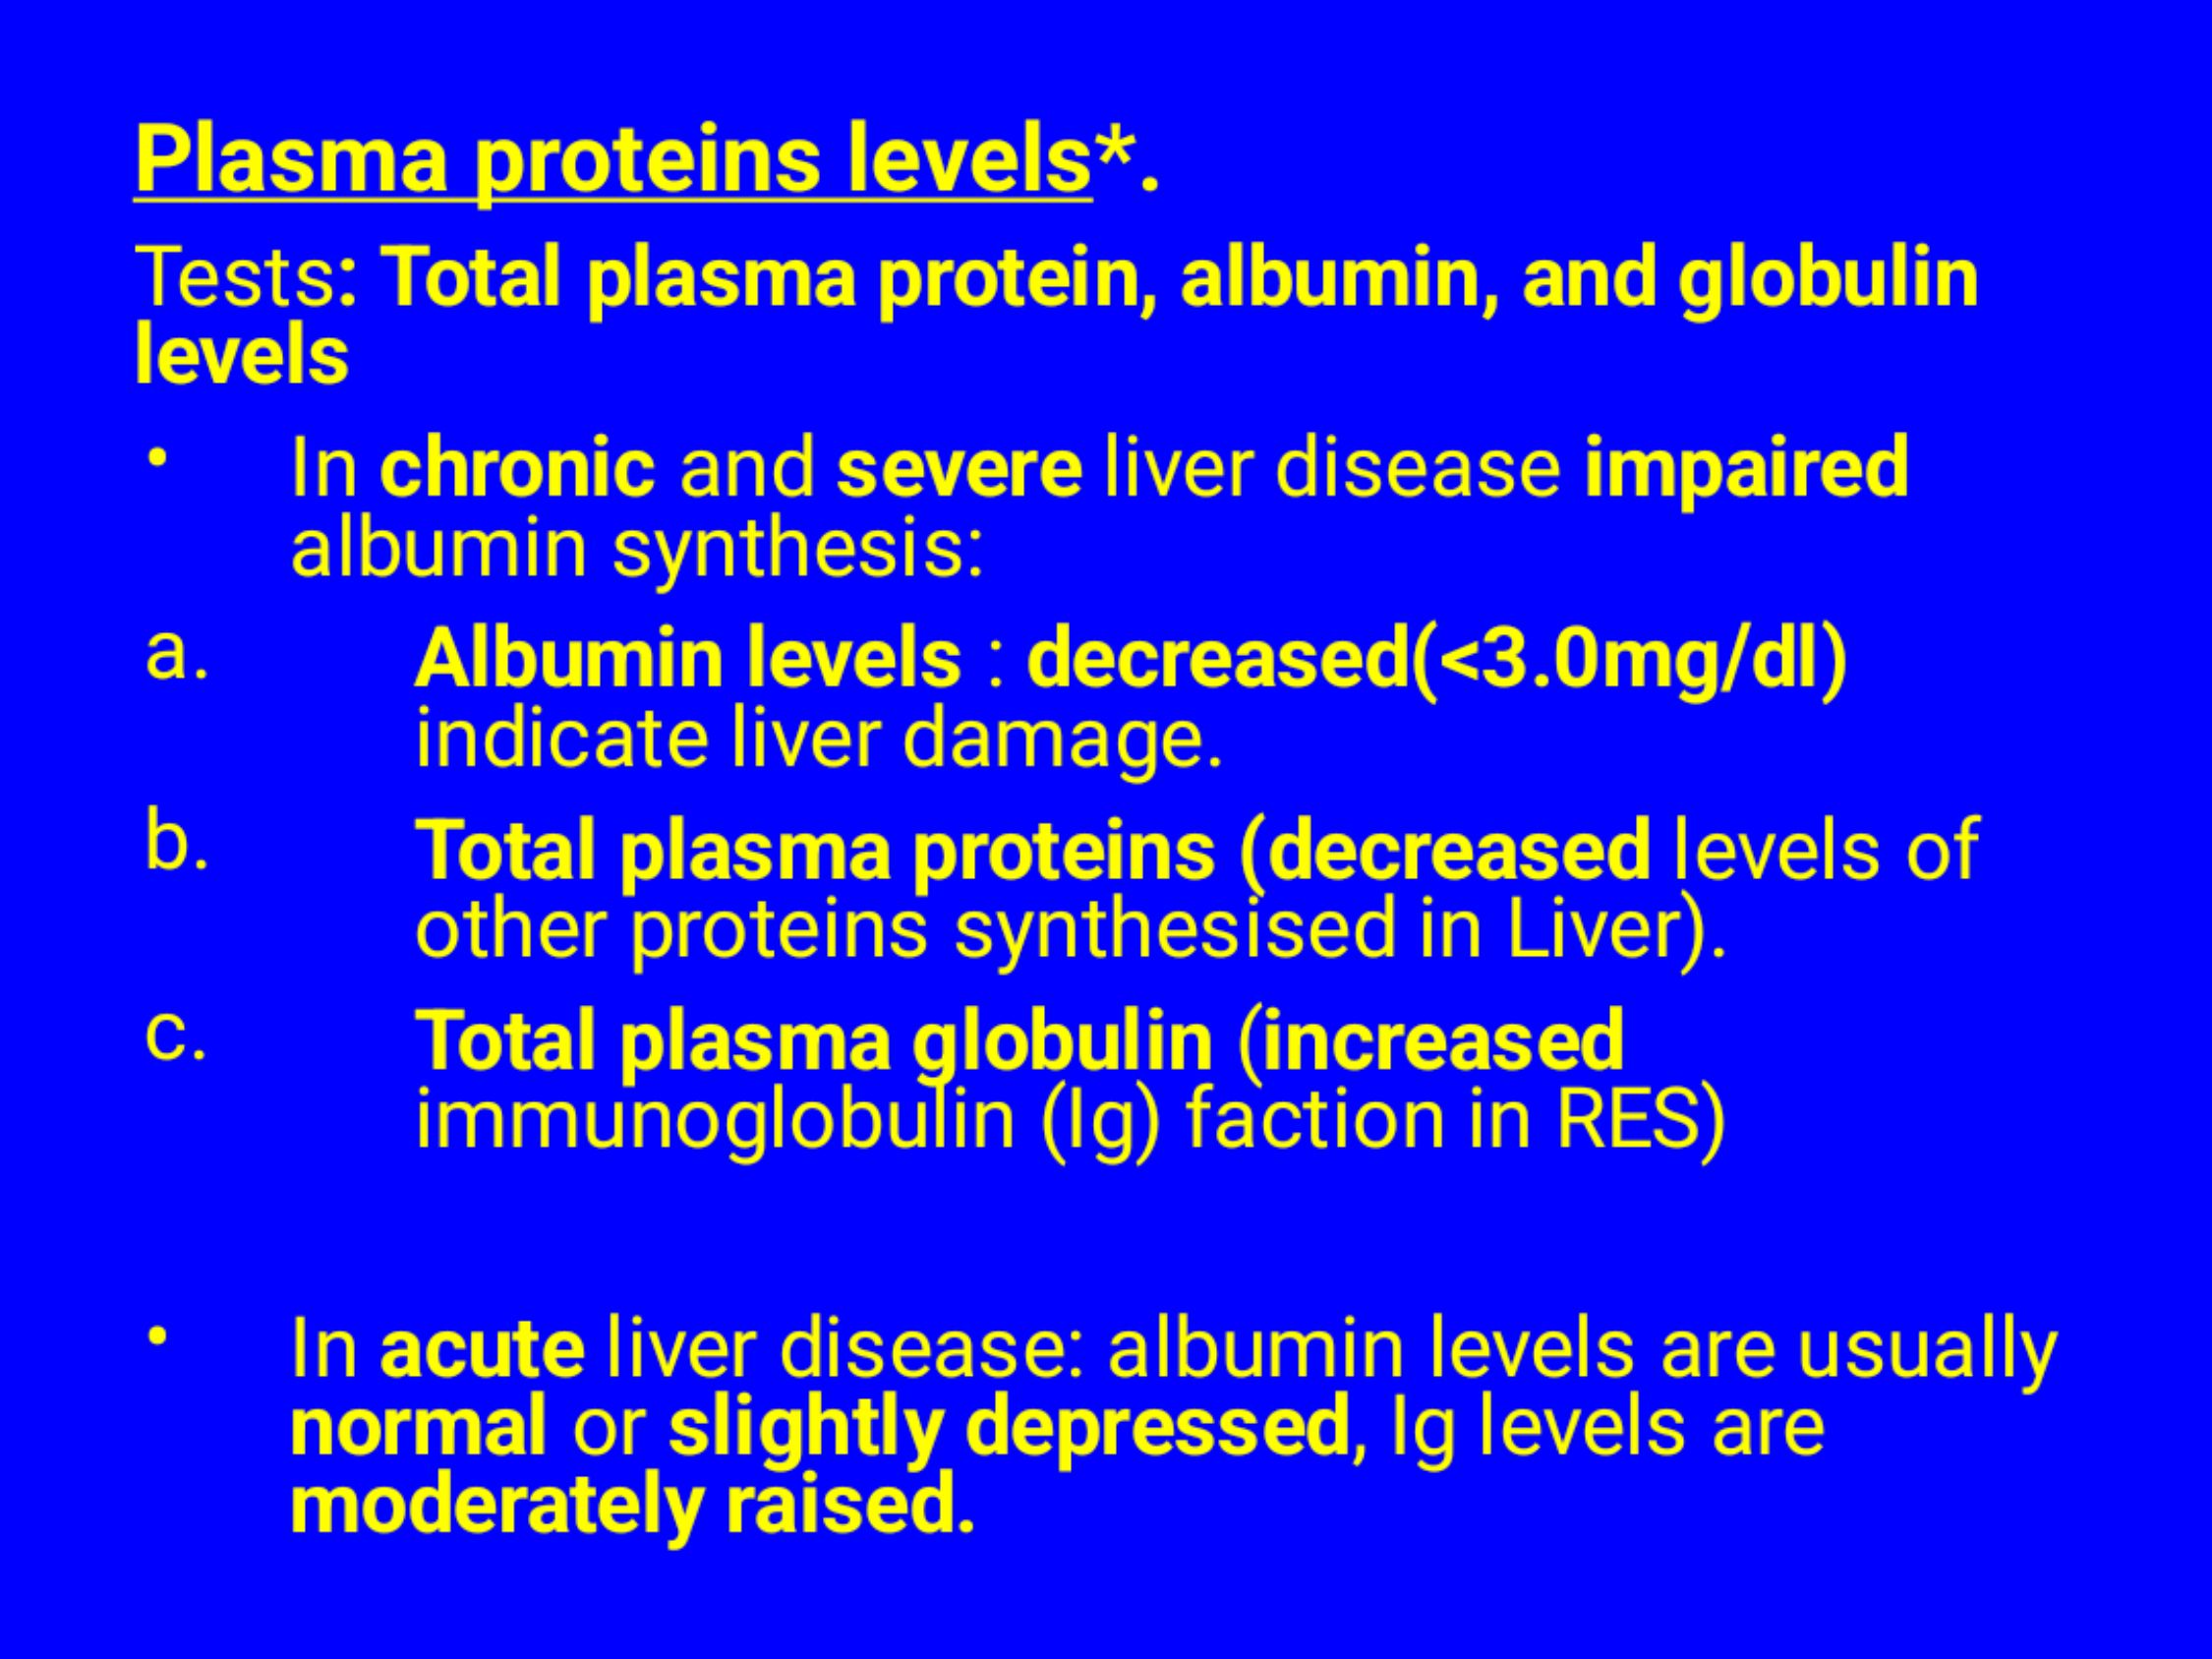 Plasma proteins levels*.
Tests: Total plasma protein, albumin, and globulin
levels
• In chronic and severe liver disease impaired
albumin synthesis:
a. Albumin levels : decreased(<3.0mg/dl)
indicate liver damage.
b. Total plasma proteins (decreased levels of
other proteins synthesised in Liver).
c. Total plasma globulin (increased
immunoglobulin (Ig) faction in RES)
• In acute liver disease: albumin levels are usually
normal or slightly depressed, Ig levels are
moderately raised.